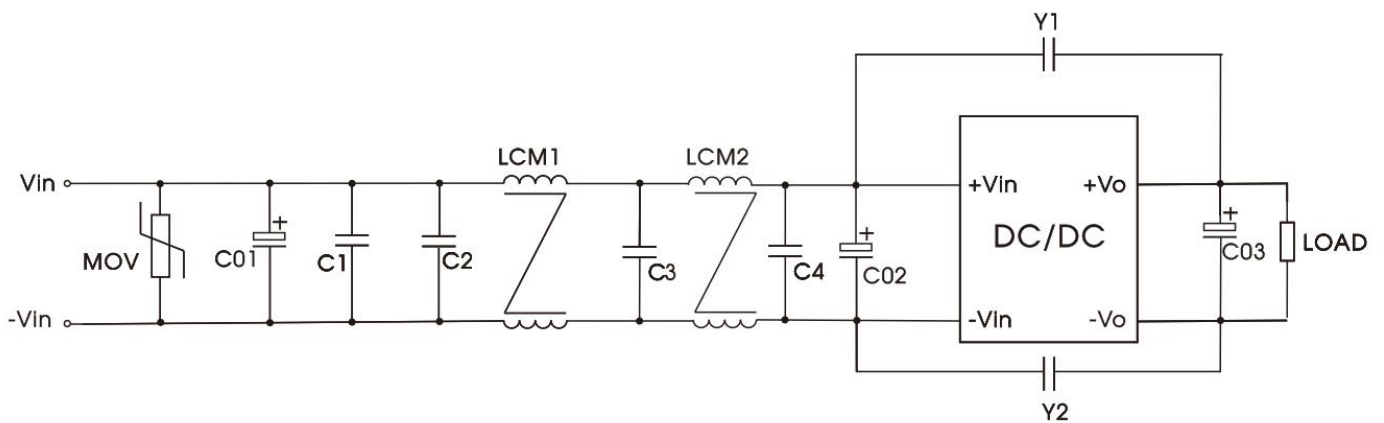 Y1
LCM1
LCM2
Vin
+Vin
+Vo
MOV
+
C01
C1
C2
C3
C4
+
C02
DC/DC
+
C03
LOAD
-Vin
-Vin
-Vo
Y2